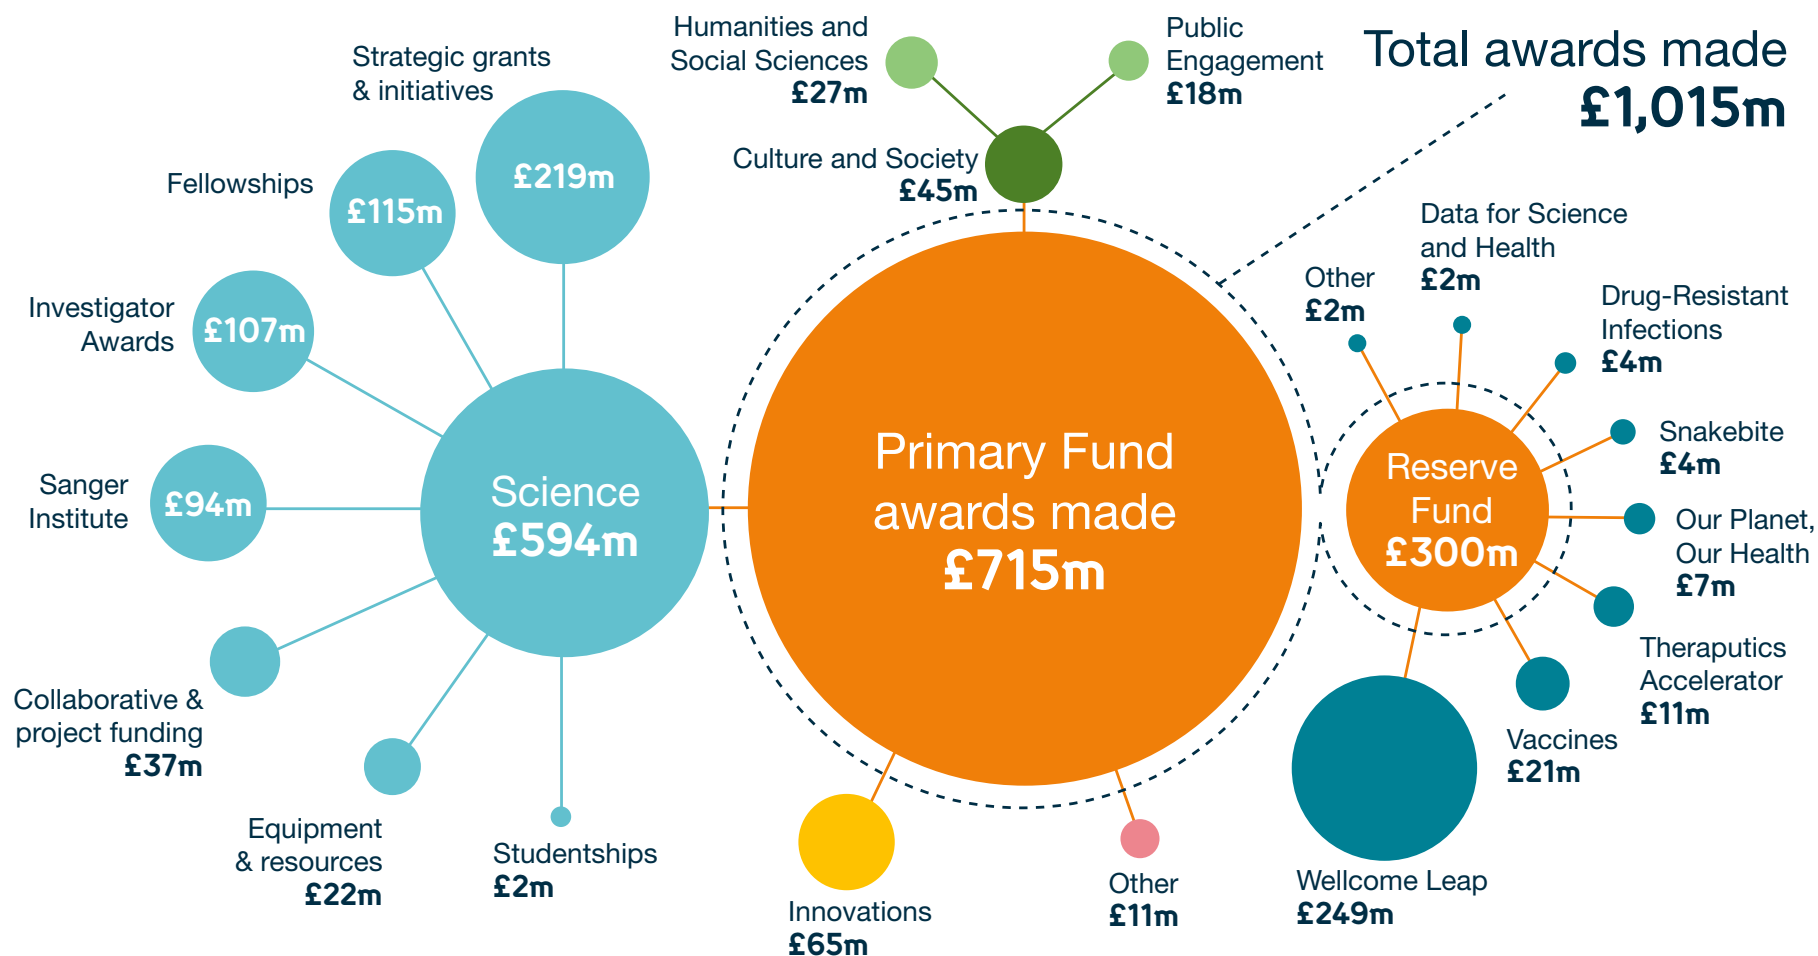 Total awards made
£1,015m
Humanities and
Social Sciences
£27m
Public
Engagement
£18m
Culture and Society
£45m
Strategic grants
& initiatives
£219m
Fellowships
£115m
Investigator
Awards
£107m
Sanger
Institute
£94m
Science
£594m
Collaborative &
project funding
£37m
Equipment
& resources
£22m
Studentships
£2m
Primary Fund
awards made
£715m
Innovations
£65m
Other
£11m
Reserve
Fund
£300m
Other
£2m
Data for Science
and Health
£2m
Drug-Resistant
Infections
£4m
Snakebite
£4m
Our Planet,
Our Health
£7m
Theraputics
Accelerator
£11m
Vaccines
£21m
Wellcome Leap
£249m